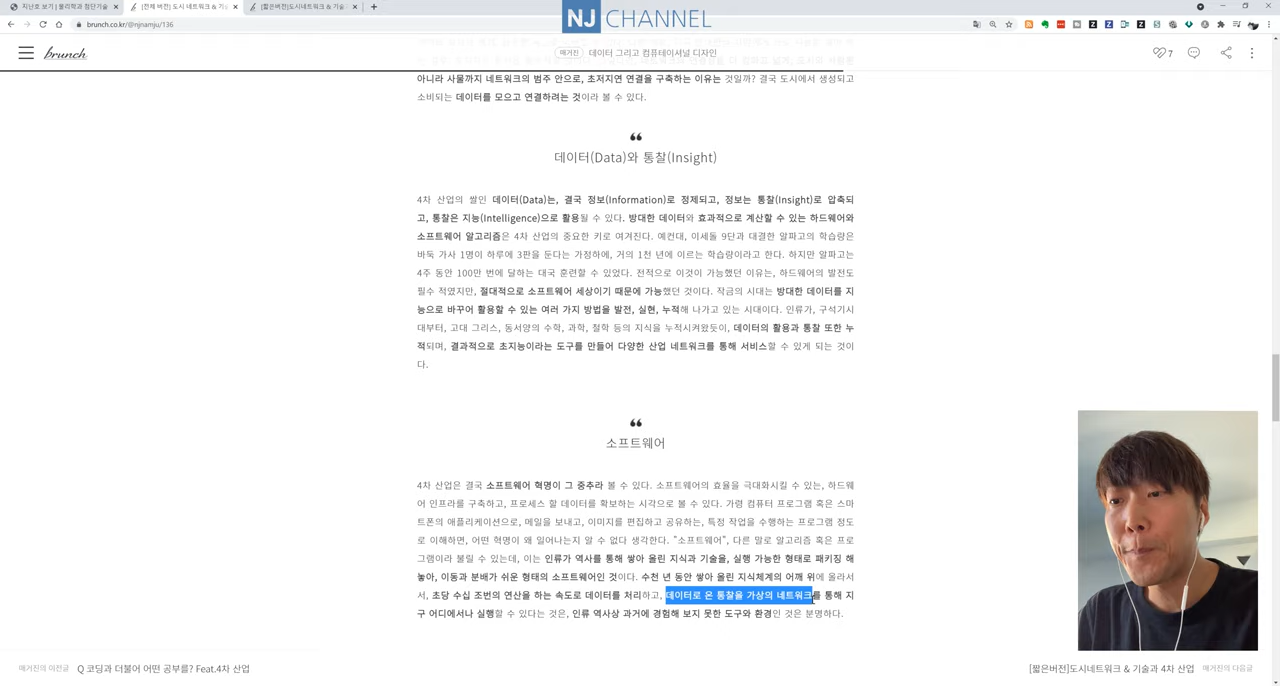 NJ CHANNEL
지난호 보기 | 물리학과 첨단기술
[전체 버전] 도시 네트워크 & 기술
[짧은버전]도시네트워크 & 기술
brunch.co.kr/@njnamju/136
brunch
매거진 데이터 그리고 컴퓨테이셔널 디자인
7
아니라 사물까지 네트워크의 범주 안으로, 초저지연 연결을 구축하는 이유는 것일까? 결국 도시에서 생성되고
소비되는 데이터를 모으고 연결하려는 것이라 볼 수 있다.
❝
데이터(Data)와 통찰(Insight)
4차 산업의 쌀인 데이터(Data)는, 결국 정보(Information)로 정제되고, 정보는 통찰(Insight)로 압축되
고, 통찰은 지능(Intelligence)으로 활용될 수 있다. 방대한 데이터와 효과적으로 계산할 수 있는 하드웨어와
소프트웨어 알고리즘은 4차 산업의 중요한 키로 여겨진다. 예컨대, 이세돌 9단과 대결한 알파고의 학습량은
바둑 가사 1명이 하루에 3판을 둔다는 가정하에, 거의 1천 년에 이르는 학습량이라고 한다. 하지만 알파고는
4주 동안 100만 번에 달하는 대국 훈련할 수 있었다. 전적으로 이것이 가능했던 이유는, 하드웨어의 발전도
필수 적였지만, 절대적으로 소프트웨어 세상이기 때문에 가능했던 것이다. 작금의 시대는 방대한 데이터를 지
능으로 바꾸어 활용할 수 있는 여러 가지 방법을 발전, 실현, 누적해 나가고 있는 시대이다. 인류가, 구석기시
대부터, 고대 그리스, 동서양의 수학, 과학, 철학 등의 지식을 누적시켜왔듯이, 데이터의 활용과 통찰 또한 누
적되며, 결과적으로 초지능이라는 도구를 만들어 다양한 산업 네트워크를 통해 서비스할 수 있게 되는 것이
다.
❝
소프트웨어
4차 산업은 결국 소프트웨어 혁명이 그 중추라 볼 수 있다. 소프트웨어의 효율을 극대화시킬 수 있는, 하드웨
어 인프라를 구축하고, 프로세스 할 데이터를 확보하는 시각으로 볼 수 있다. 가령 컴퓨터 프로그램 혹은 스마
트폰의 애플리케이션으로, 메일을 보내고, 이미지를 편집하고 공유하는, 특정 작업을 수행하는 프로그램 정도
로 이해하면, 어떤 혁명이 왜 일어나는지 알 수 없다 생각한다. "소프트웨어", 다른 말로 알고리즘 혹은 프로
그램이라 불릴 수 있는데, 이는 인류가 역사를 통해 쌓아 올린 지식과 기술을, 실행 가능한 형태로 패키징 해
놓아, 이동과 분배가 쉬운 형태의 소프트웨어인 것이다. 수천 년 동안 쌓아 올린 지식체계의 어깨 위에 올라서
서, 초당 수십 조번의 연산을 하는 속도로 데이터를 처리하고, 데이터로 온 통찰을 가상의 네트워크를 통해 지
구 어디에서나 실행할 수 있다는 것은, 인류 역사상 과거에 경험해 보지 못한 도구와 환경인 것은 분명하다.
매거진의 이전글 Q 코딩과 더불어 어떤 공부를? Feat.4차 산업
[짧은버전]도시네트워크 & 기술과 4차 산업 매거진의 다음글